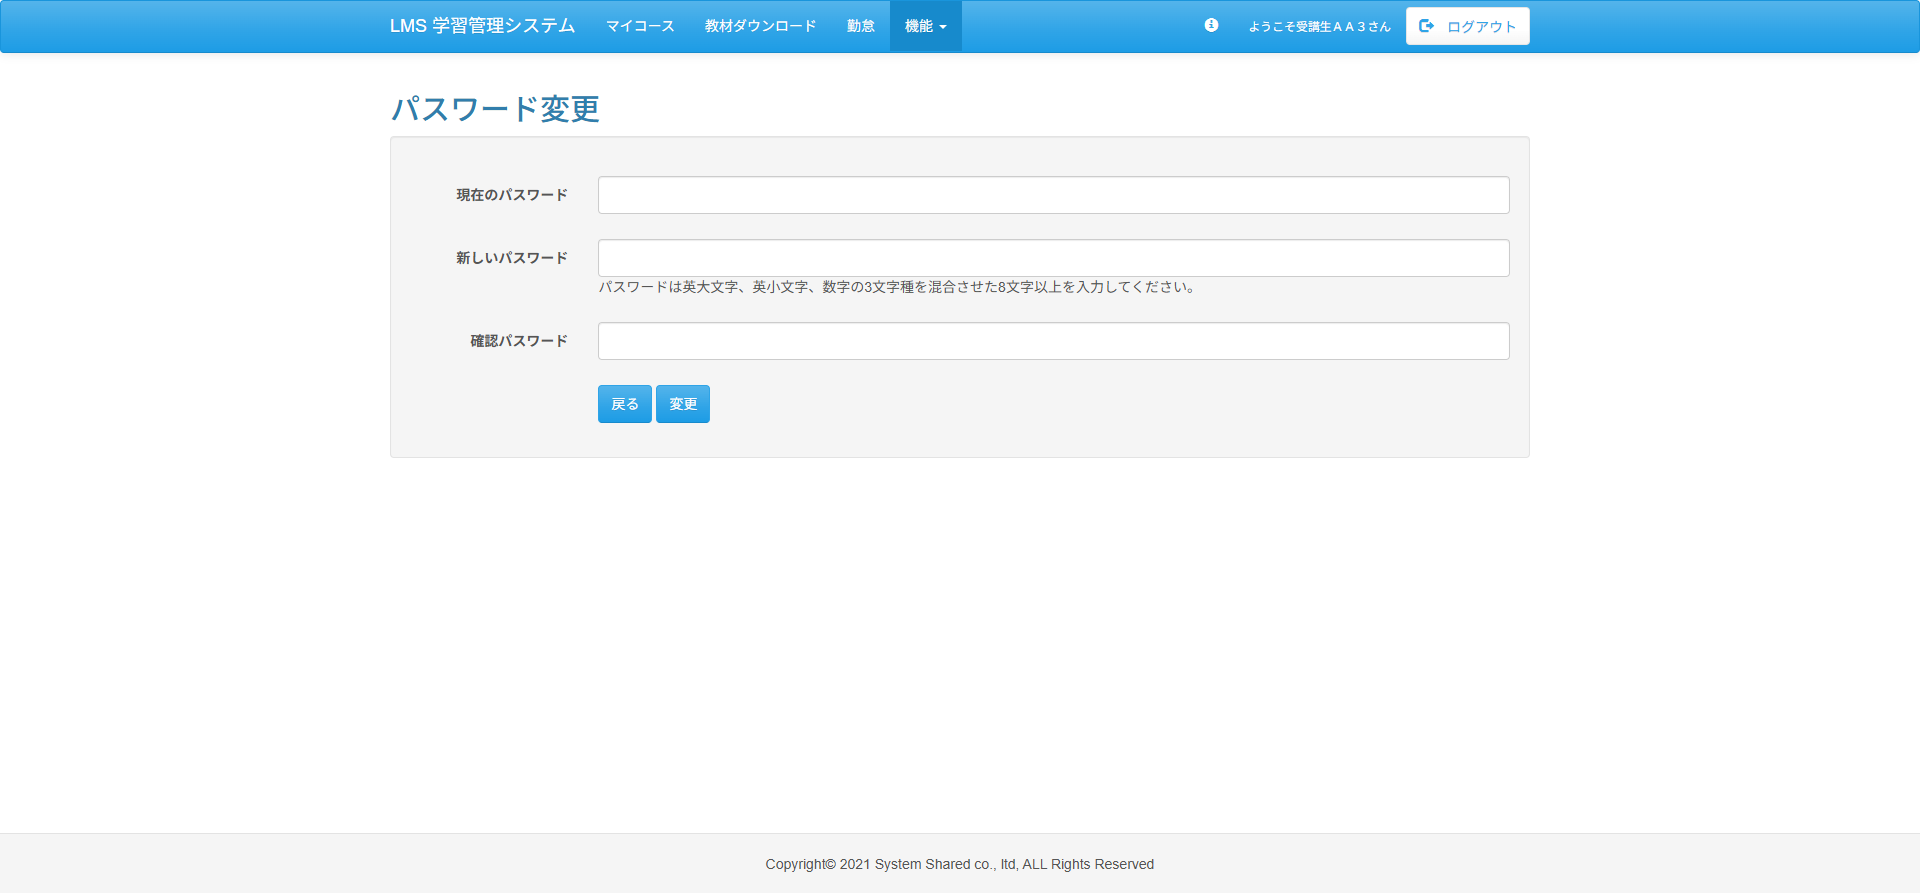 LMS 学習管理システム マイコース 教材ダウンロード 勤怠 機能 ようこそ受講生ＡＡ３さん ログアウト
パスワード変更
現在のパスワード
新しいパスワード
パスワードは英大文字、英小文字、数字の3文字種を混合させた8文字以上を入力してください。
確認パスワード
戻る 変更
Copyright© 2021 System Shared co., ltd, ALL Rights Reserved